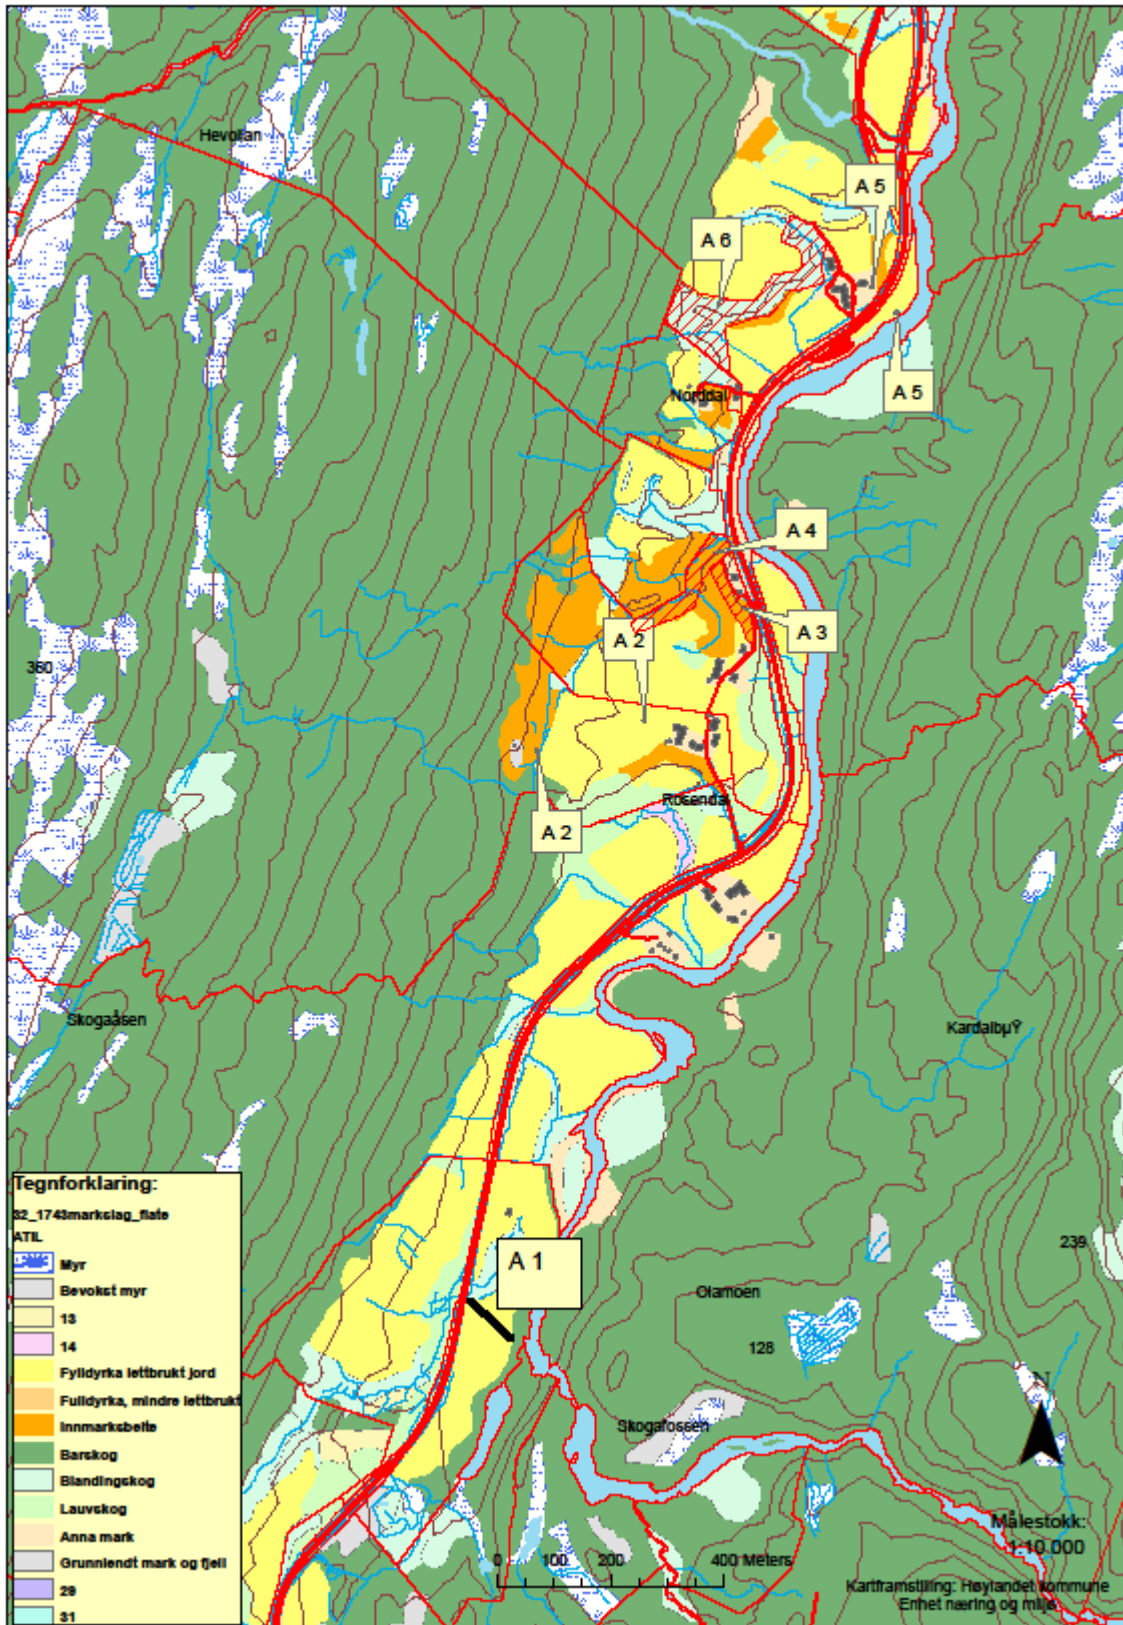 Hevollan
A 5
A 6
A 5
Norddal
A 4
A 3
A 2
360
Rosendal
A 2
Skogaåsen
KardalbµŸ
Tegnforklaring:
32_1743markslag_flate
ATIL
Myr
Bevokst myr
13
14
Fylldyrka lettbrukt jord
Fulldyrka, mindre lettbrukt
Innmarksbeite
Barskog
Blandingskog
Lauvskog
Anna mark
Grunnlendt mark og fjell
29
31
A 1
239
Olamoen
128
N
Skogafossen
Målestokk:
1:10.000
0 100 200 400 Meters
Kartframstilling: Høylandet kommune
Enhet næring og miljø